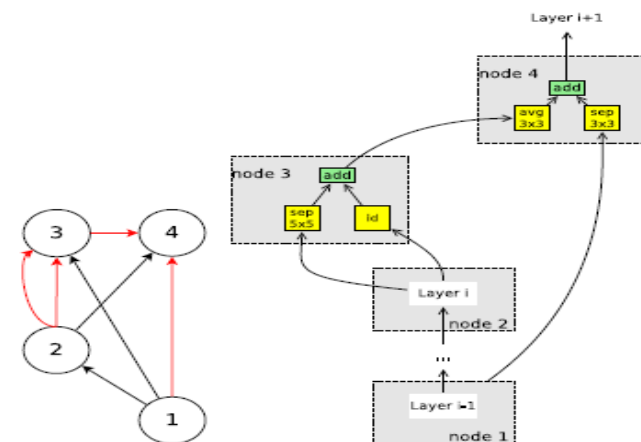 Layer i+1
node 4
add
avg
3x3
sep
3x3
node 3
add
sep
5x5
id
3
4
Layer i
node 2
2
...
1
Layer i-1
node 1